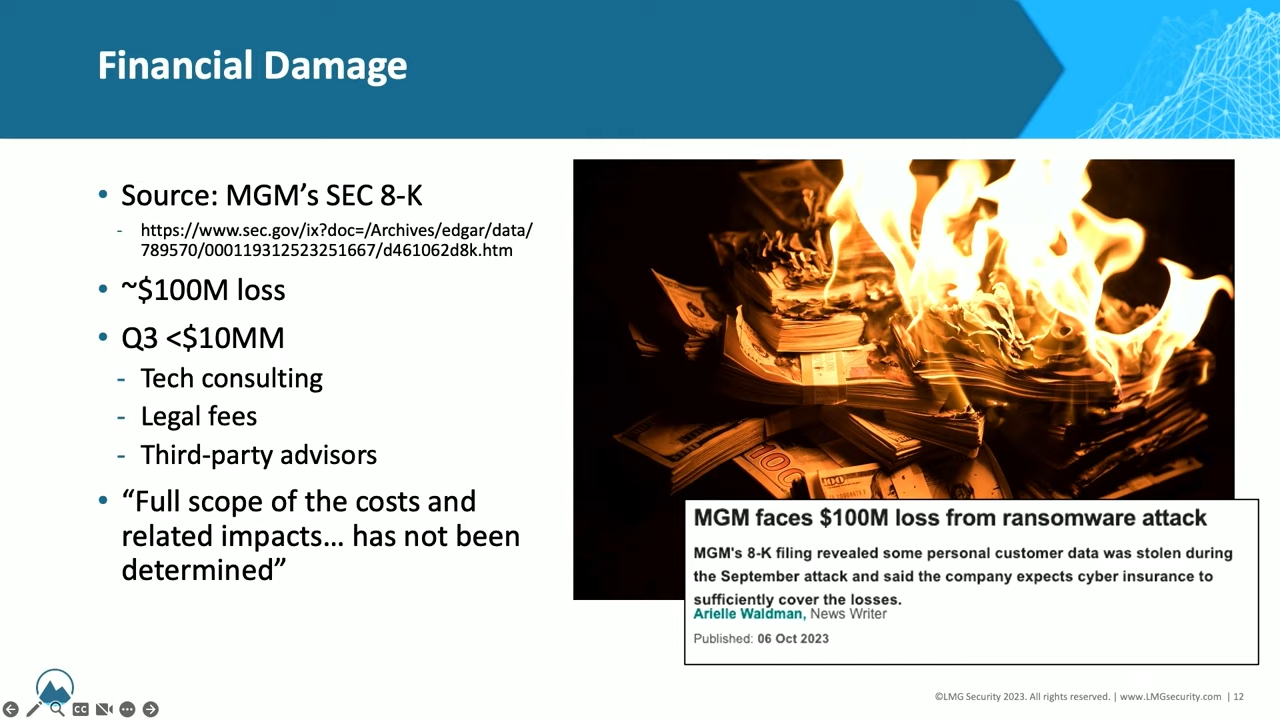 Financial Damage
• Source: MGM’s SEC 8-K
- https://www.sec.gov/ix?doc=/Archives/edgar/data/
789570/000119312523251667/d461062d8k.htm
• ~$100M loss
• Q3 <$10MM
- Tech consulting
- Legal fees
- Third-party advisors
• “Full scope of the costs and
related impacts… has not been
determined”
100
MGM faces $100M loss from ransomware attack
MGM's 8-K filing revealed some personal customer data was stolen during
the September attack and said the company expects cyber insurance to
sufficiently cover the losses.
Arielle Waldman, News Writer
Published: 06 Oct 2023
CC
©LMG Security 2023. All rights reserved. | www.LMGsecurity.com | 12